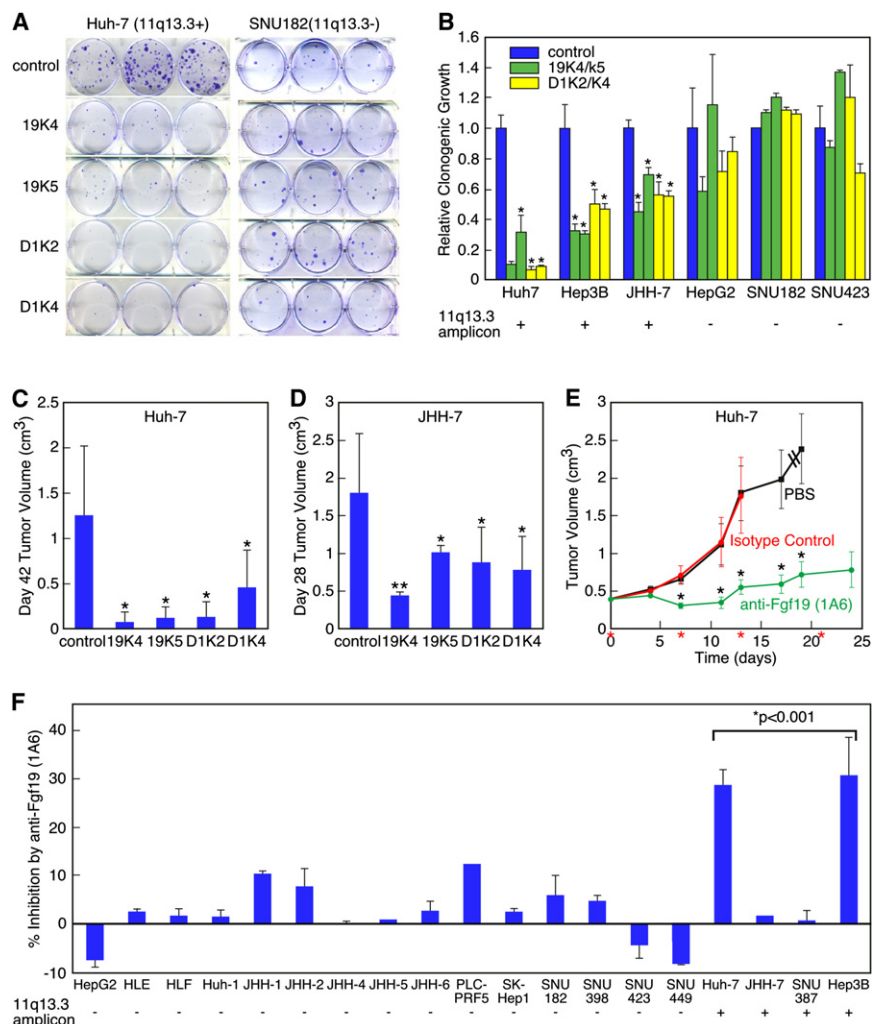 A
Huh-7 (11q13.3+)
SNU182(11q13.3-)
control
19K4
19K5
D1K2
D1K4
B
Relative Clonogenic Growth
1.6
1.4
1.2
1.0
0.8
0.6
0.4
0.2
0
control
19K4/k5
D1K2/K4
* * *
* * * *
* * * *
Huh7 Hep3B JHH-7 HepG2 SNU182 SNU423
11q13.3
amplicon + + + - - -
C
Huh-7
Day 42 Tumor Volume (cm3)
2.5
2
1.5
1
0.5
0
* * * *
control 19K4 19K5 D1K2 D1K4
D
JHH-7
Day 28 Tumor Volume (cm3)
3
2.5
2
1.5
1
0.5
0
** * * *
control 19K4 19K5 D1K2 D1K4
E
Huh-7
Tumor Volume (cm3)
3
2.5
2
1.5
1
0.5
0
PBS
Isotype Control
* * * * *
anti-Fgf19 (1A6)
* * * *
0 5 10 15 20 25
Time (days)
F
*p<0.001
% Inhibition by anti-Fgf19 (1A6)
40
30
20
10
0
-10
HepG2 HLE HLF Huh-1 JHH-1 JHH-2 JHH-4 JHH-5 JHH-6 PLC- SK- SNU SNU SNU SNU Huh-7 JHH-7 SNU Hep3B
PRF5 Hep1 182 398 423 449 387
11q13.3
amplicon - - - - - - - - - - - - - - - + + + +